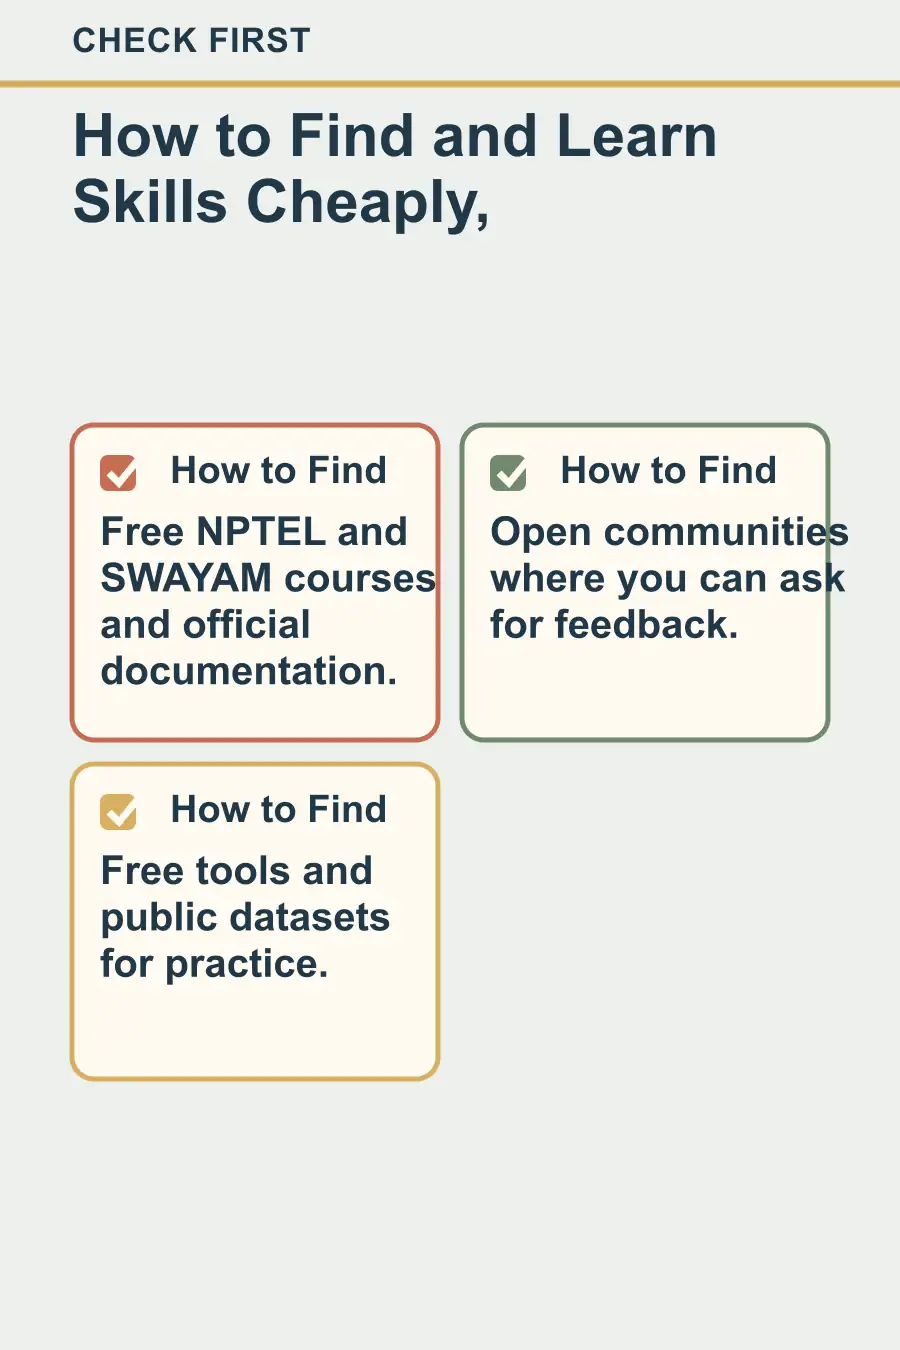 CHECK FIRST
How to Find and Learn
Skills Cheaply,
How to Find
Free NPTEL and
SWAYAM courses
and official
documentation.
How to Find
Open communities
where you can ask
for feedback.
How to Find
Free tools and
public datasets
for practice.